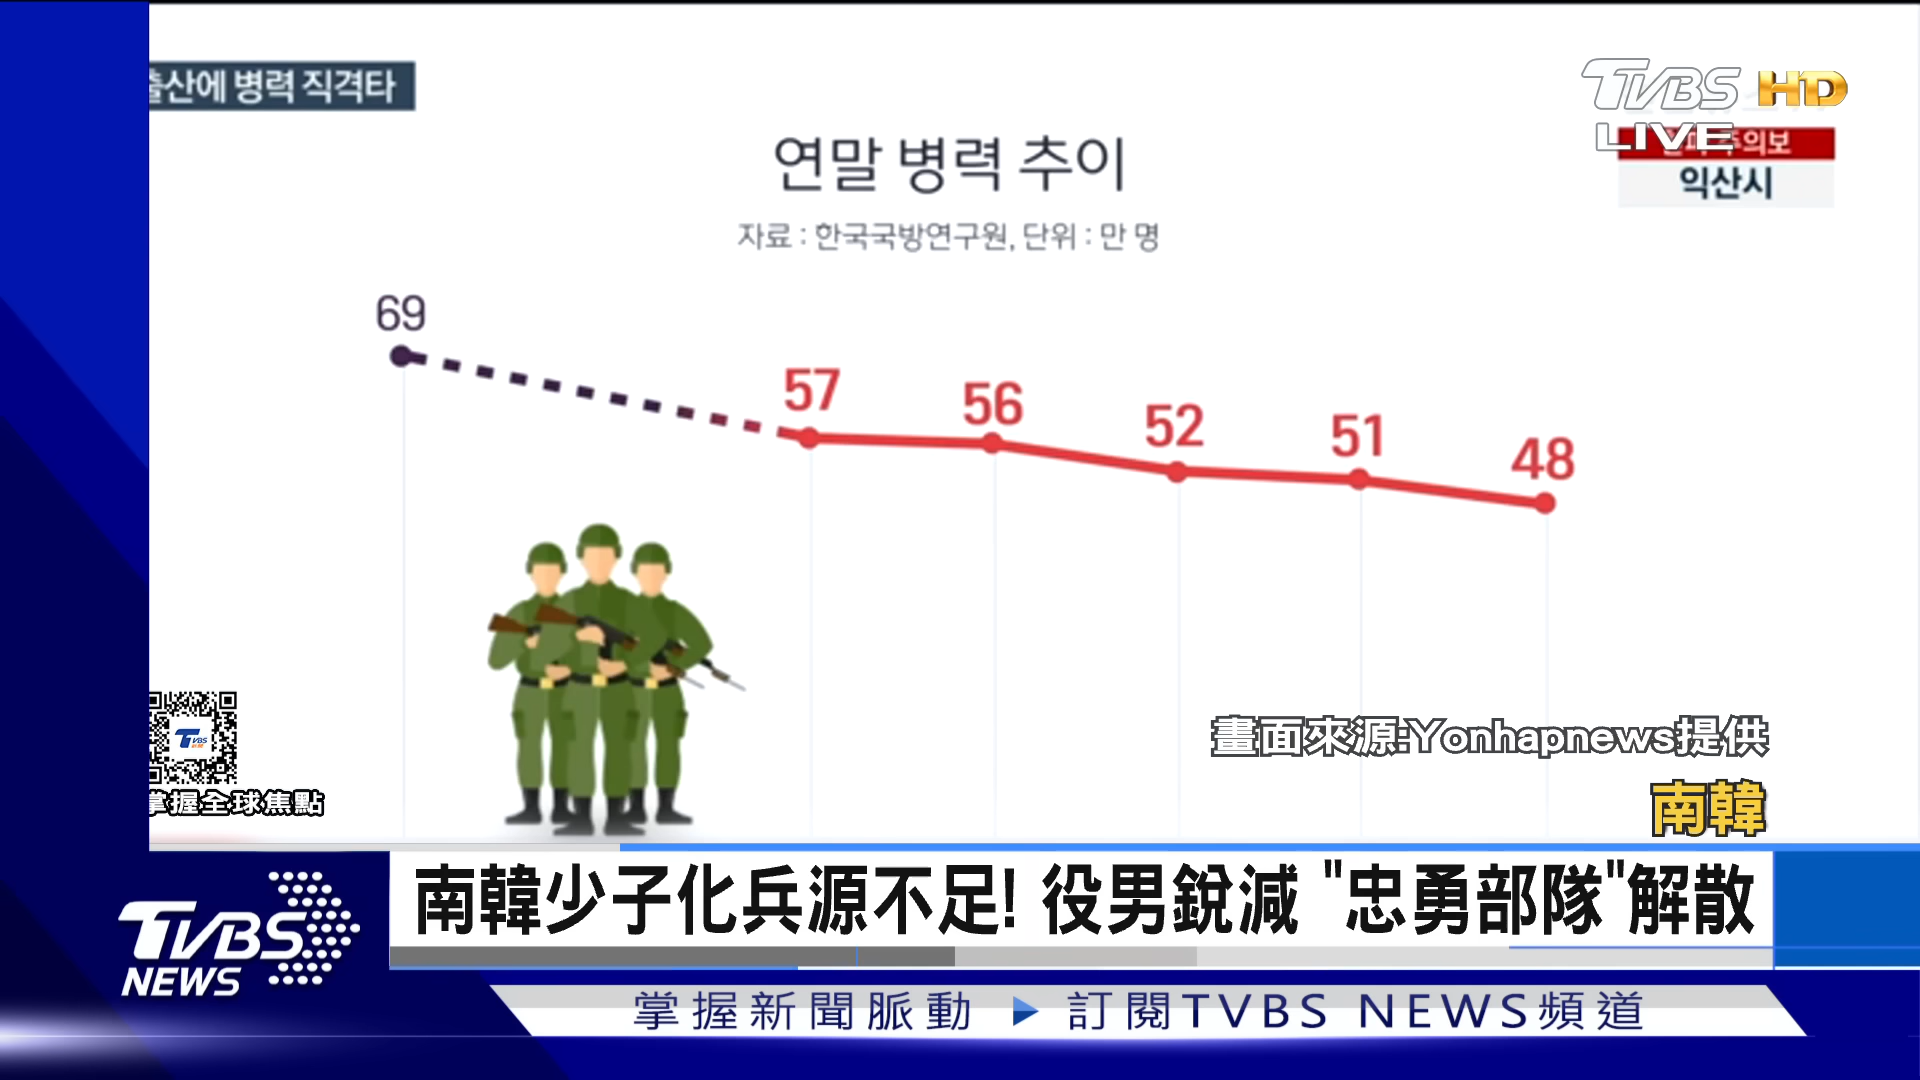 출산에 병력 직격타
TVBS HD
LIVE
주의보
익산시
연말 병력 추이
자료 : 한국국방연구원, 단위 : 만 명
69
57
56
52
51
48
TVBS
掌握全球焦點
畫面來源:Yonhapnews提供
南韓
南韓少子化兵源不足! 役男銳減 "忠勇部隊"解散
TVBS
NEWS
掌握新聞脈動 ▶ 訂閱TVBS NEWS頻道